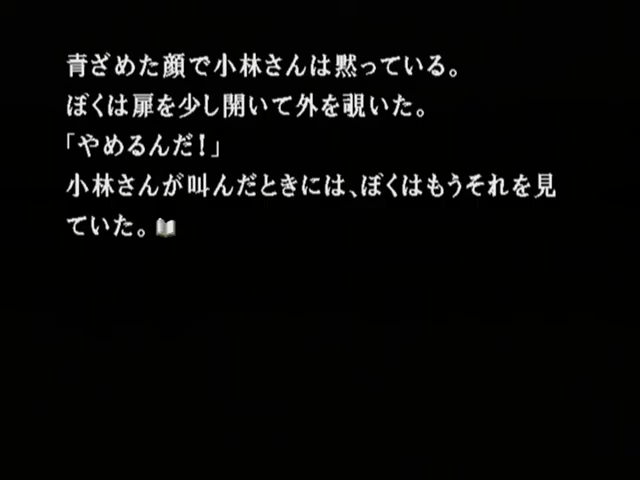 青ざめた顔で小林さんは黙っている。
ぼくは扉を少し開いて外を覗いた。
「やめるんだ！」
小林さんが叫んだときには、ぼくはもうそれを見
ていた。